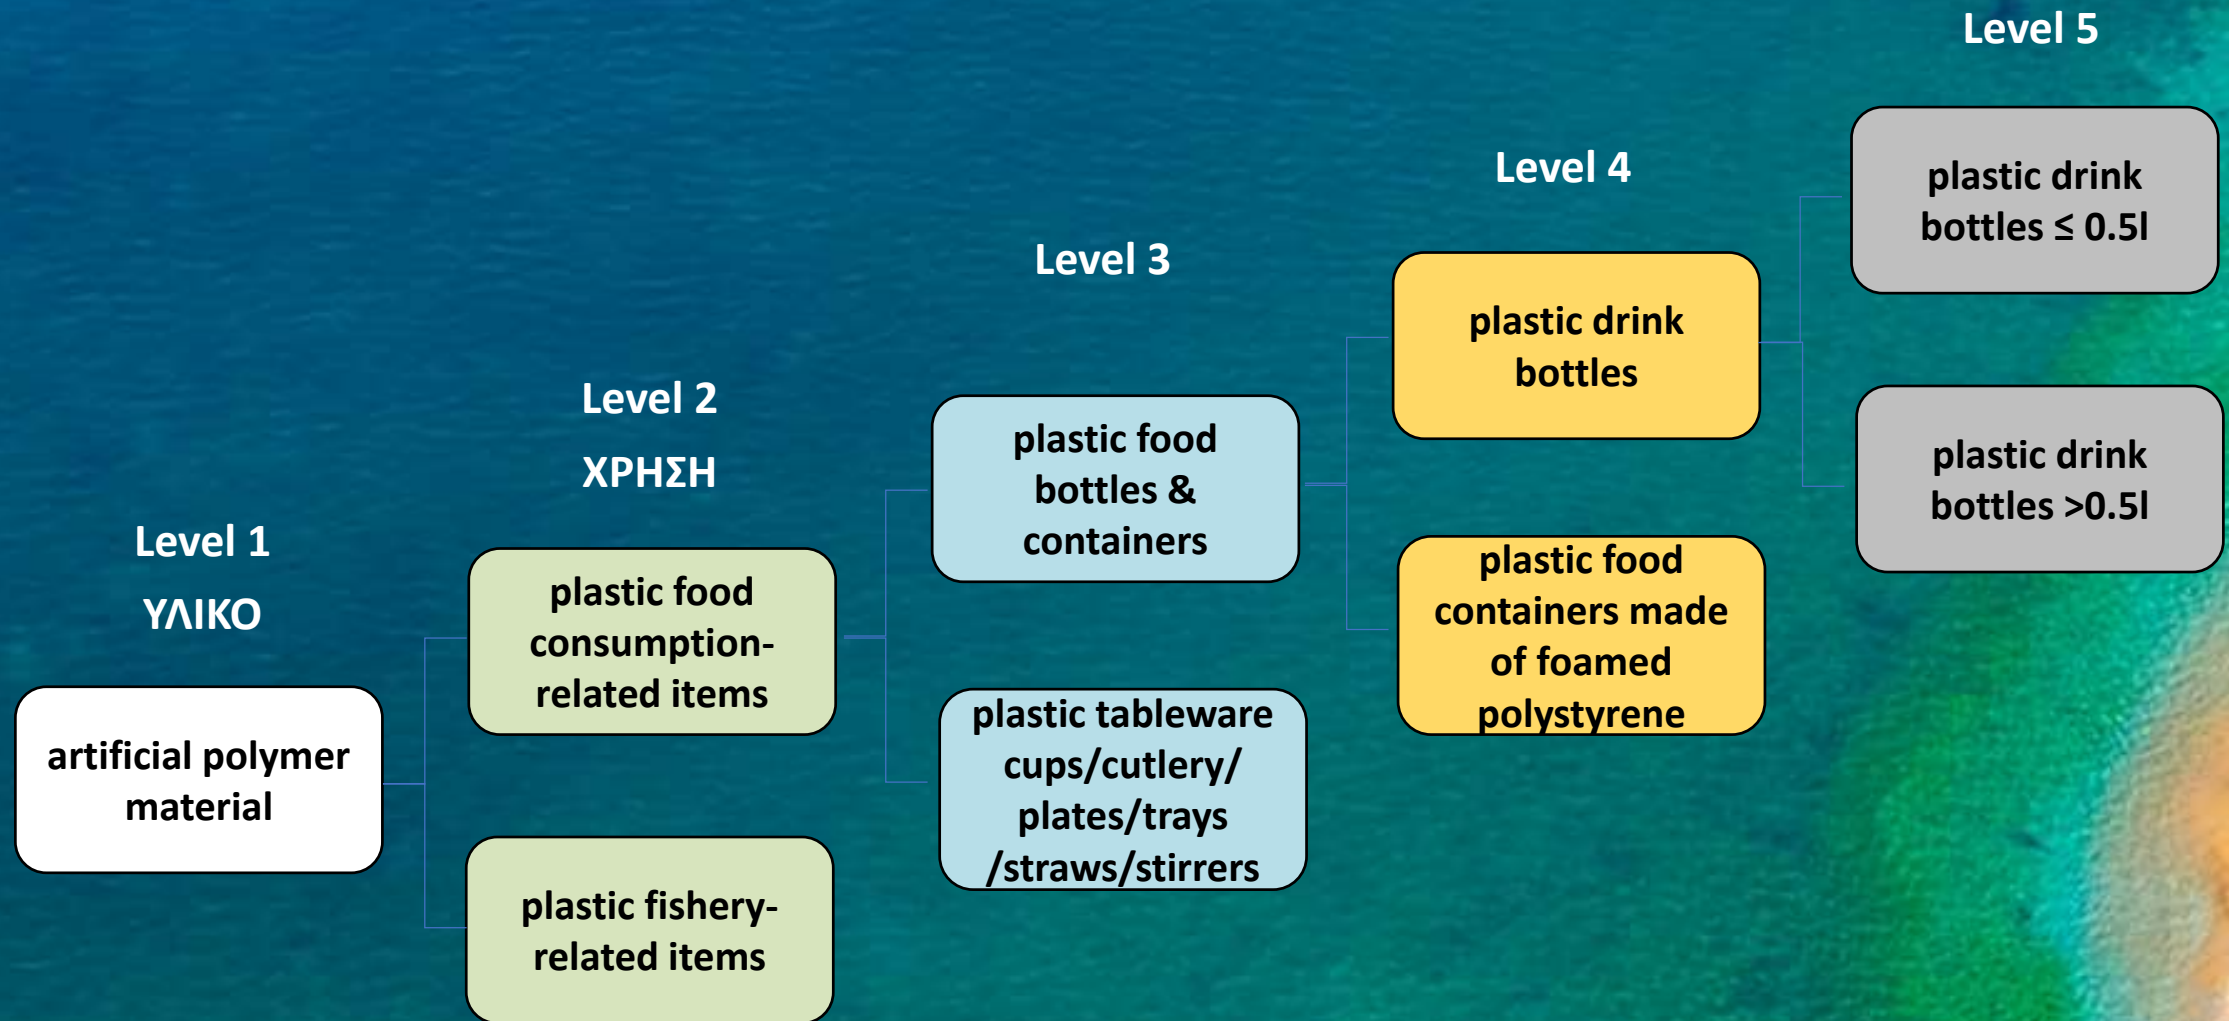 Level 1
ΥΛΙΚΟ
artificial polymer
material
Level 2
ΧΡΗΣΗ
plastic food
consumption-
related items
plastic fishery-
related items
Level 3
plastic food
bottles &
containers
plastic tableware
cups/cutlery/
plates/trays
/straws/stirrers
Level 4
plastic drink
bottles
plastic food
containers made
of foamed
polystyrene
Level 5
plastic drink
bottles ≤ 0.5l
plastic drink
bottles >0.5l